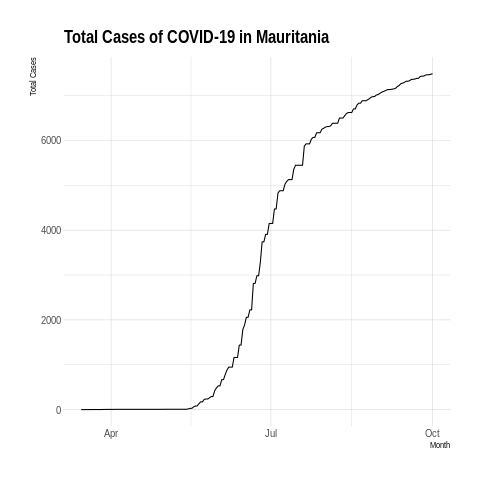 Total Cases of COVID-19 in Mauritania
Total Cases
6000
4000
2000
0
Apr Jul Oct
Month